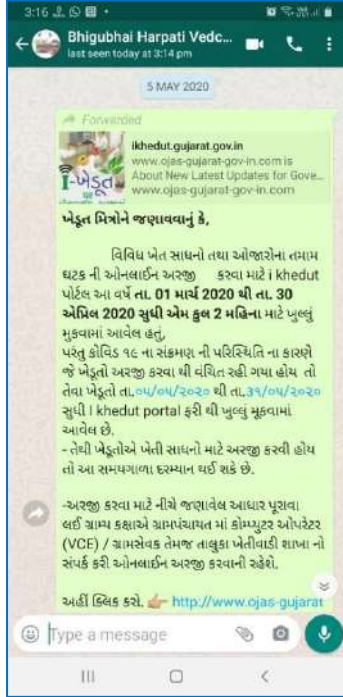 3:16
Bhigubhai Harpati Vedc...
last seen today at 3:14 pm
5 MAY 2020
Forwarded
ikhedut.gujarat.gov.in
www.ojas-gujarat-gov-in.com is
About New Latest Updates for Gove...
www.ojas-gujarat-gov-in.com
i-ખેડૂત
ખેડૂત મિત્રોને જણાવવાનું કે,
વિવિધ ખેત સાધનો તથા ઓજારોના તમામ
ઘટક ની ઓનલાઈન અરજી કરવા માટે i khedut
પોર્ટલ આ વર્ષે તા. 01 માર્ચ 2020 થી તા. 30
એપ્રિલ 2020 સુધી એમ કુલ 2 મહિના માટે ખુલ્લું
મુકવામાં આવેલ હતું,
પરંતુ કોવિડ ૧૯ ના સંક્રમણ ની પરિસ્થિતિ ના કારણે
જે ખેડૂતો અરજી કરવા થી વંચિત રહી ગયા હોય તો
તેવા ખેડૂતો તા.૦૫/૦૫/૨૦૨૦ થી તા.૩૧/૦૫/૨૦૨૦
સુધી I khedut portal ફરી થી ખુલ્લું મૂકવામાં
આવેલ છે.
- તેથી ખેડૂતોએ ખેતી સાધનો માટે અરજી કરવી હોય
તો આ સમયગાળા દરમ્યાન થઈ શકે છે.
-અરજી કરવા માટે નીચે જણાવેલ આધાર પૂરાવા
લઈ ગ્રામ્ય કક્ષાએ ગ્રામપંચાયત માં કોમ્પ્યુટર ઓપરેટર
(VCE) / ગ્રામસેવક તેમજ તાલુકા ખેતીવાડી શાખા નો
સંપર્ક કરી ઓનલાઈન અરજી કરવાની રહેશે.
અહીં ક્લિક કરો. 👉 http://www.ojas-gujarat
Type a message